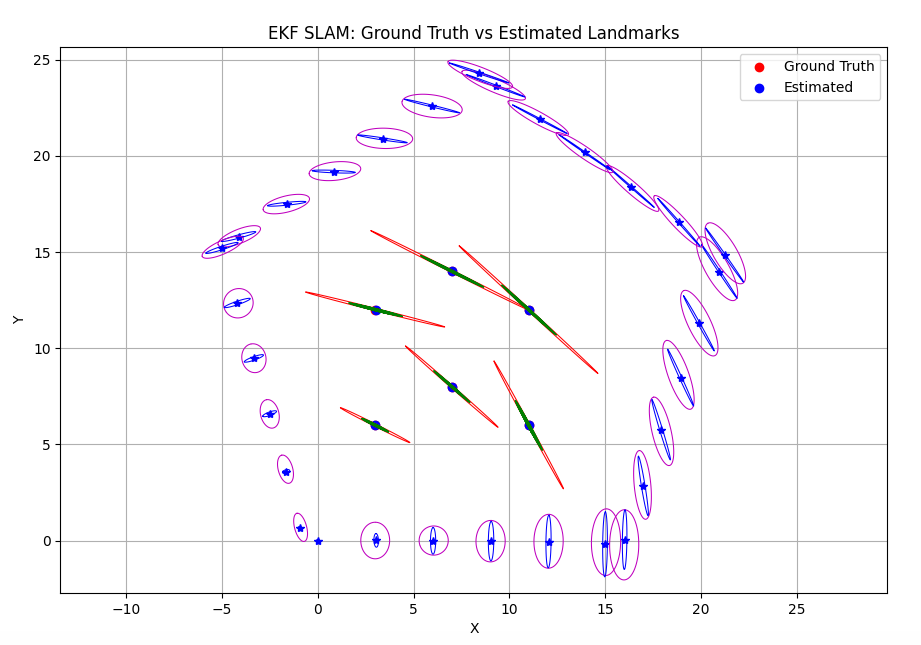 EKF SLAM: Ground Truth vs Estimated Landmarks
Ground Truth
Estimated
25
20
15
10
5
0
Y
−10
−5
0
5
10
15
20
25
X